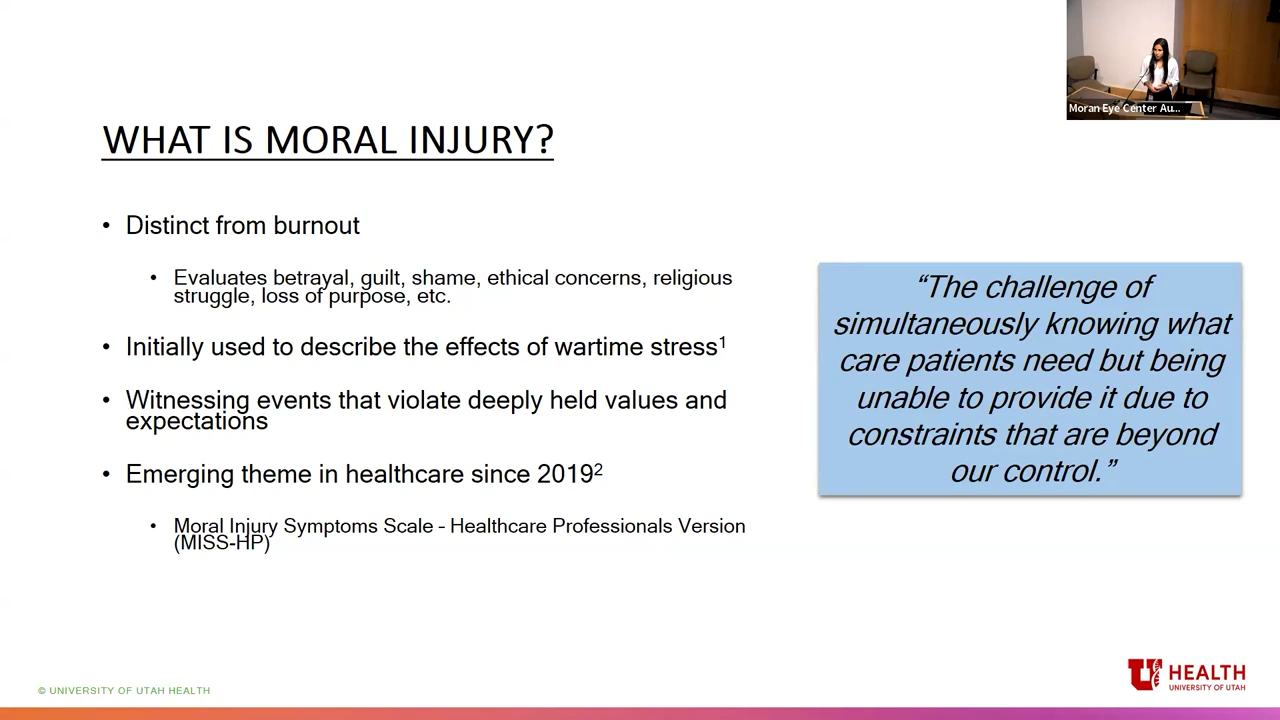 Moran Eye Center Au...
WHAT IS MORAL INJURY?
• Distinct from burnout
• Evaluates betrayal, guilt, shame, ethical concerns, religious
struggle, loss of purpose, etc.
• Initially used to describe the effects of wartime stress¹
• Witnessing events that violate deeply held values and
expectations
• Emerging theme in healthcare since 2019²
• Moral Injury Symptoms Scale - Healthcare Professionals Version
(MISS-HP)
“The challenge of
simultaneously knowing what
care patients need but being
unable to provide it due to
constraints that are beyond
our control.”
© UNIVERSITY OF UTAH HEALTH
U HEALTH
UNIVERSITY OF UTAH